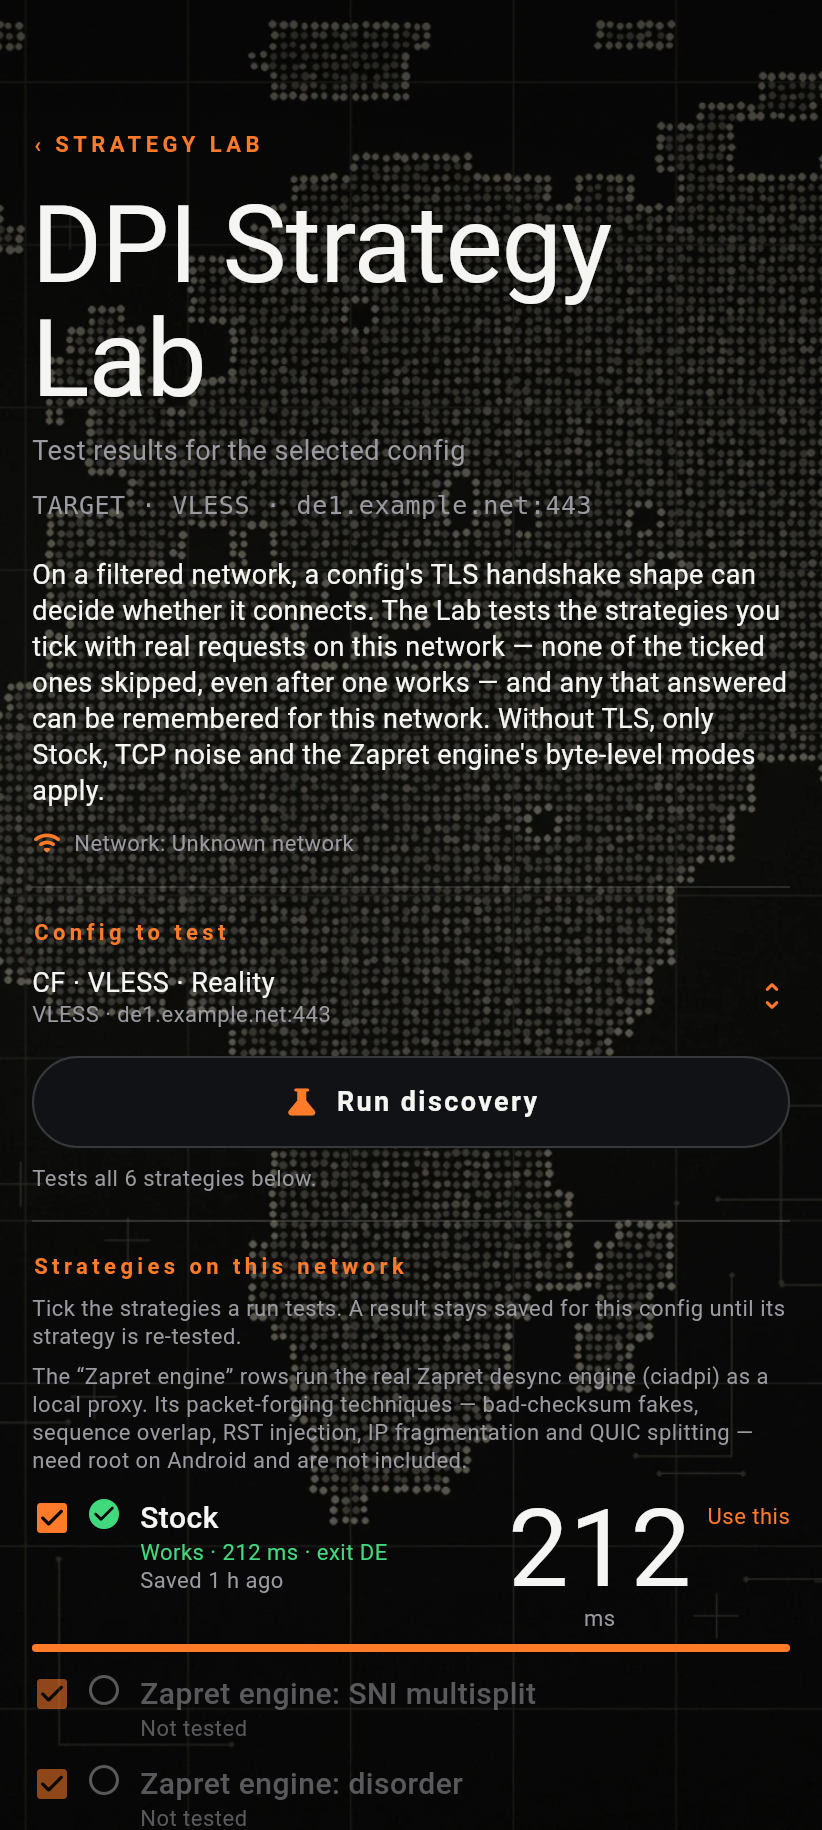 ‹ STRATEGY LAB
DPI Strategy
Lab
Test results for the selected config
TARGET · VLESS · de1.example.net:443
On a filtered network, a config's TLS handshake shape can
decide whether it connects. The Lab tests the strategies you
tick with real requests on this network — none of the ticked
ones skipped, even after one works — and any that answered
can be remembered for this network. Without TLS, only
Stock, TCP noise and the Zapret engine's byte-level modes
apply.
Network: Unknown network
Config to test
CF · VLESS · Reality
VLESS · de1.example.net:443
Run discovery
Tests all 6 strategies below.
Strategies on this network
Tick the strategies a run tests. A result stays saved for this config until its
strategy is re-tested.
The “Zapret engine” rows run the real Zapret desync engine (ciadpi) as a
local proxy. Its packet-forging techniques — bad-checksum fakes,
sequence overlap, RST injection, IP fragmentation and QUIC splitting —
need root on Android and are not included.
Stock
Works · 212 ms · exit DE
Saved 1 h ago
212
ms
Use this
Zapret engine: SNI multisplit
Not tested
Zapret engine: disorder
Not tested